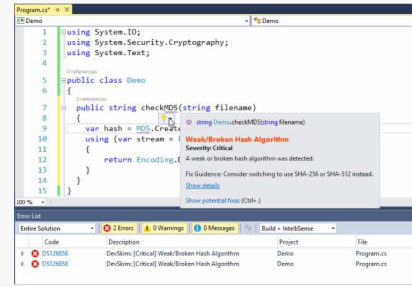 Program.cs*
Demo
Demo
1 using System.IO;
2 using System.Security.Cryptography;
3 using System.Text;
4
0 references
5 public class Demo
6 {
0 references
7 public string checkMD5(string filename)
8 {
string Demo.checkMD5(string filename)
9 var hash = MD5.Create
Weak/Broken Hash Algorithm
10 using (var stream =
Severity: Critical
11 {
A weak or broken hash algorithm was detected.
12 return Encoding.D
Fix Guidance: Consider switching to use SHA-256 or SHA-512 instead.
13 }
Show details
14 }
15 }
Show potential fixes (Ctrl+.)
100 %
Error List
Entire Solution 2 Errors 0 Warnings 0 Messages Build + IntelliSense
Code Description Project File
DS126858 DevSkim: [Critical] Weak/Broken Hash Algorithm Demo Program.cs
DS126858 DevSkim: [Critical] Weak/Broken Hash Algorithm Demo Program.cs